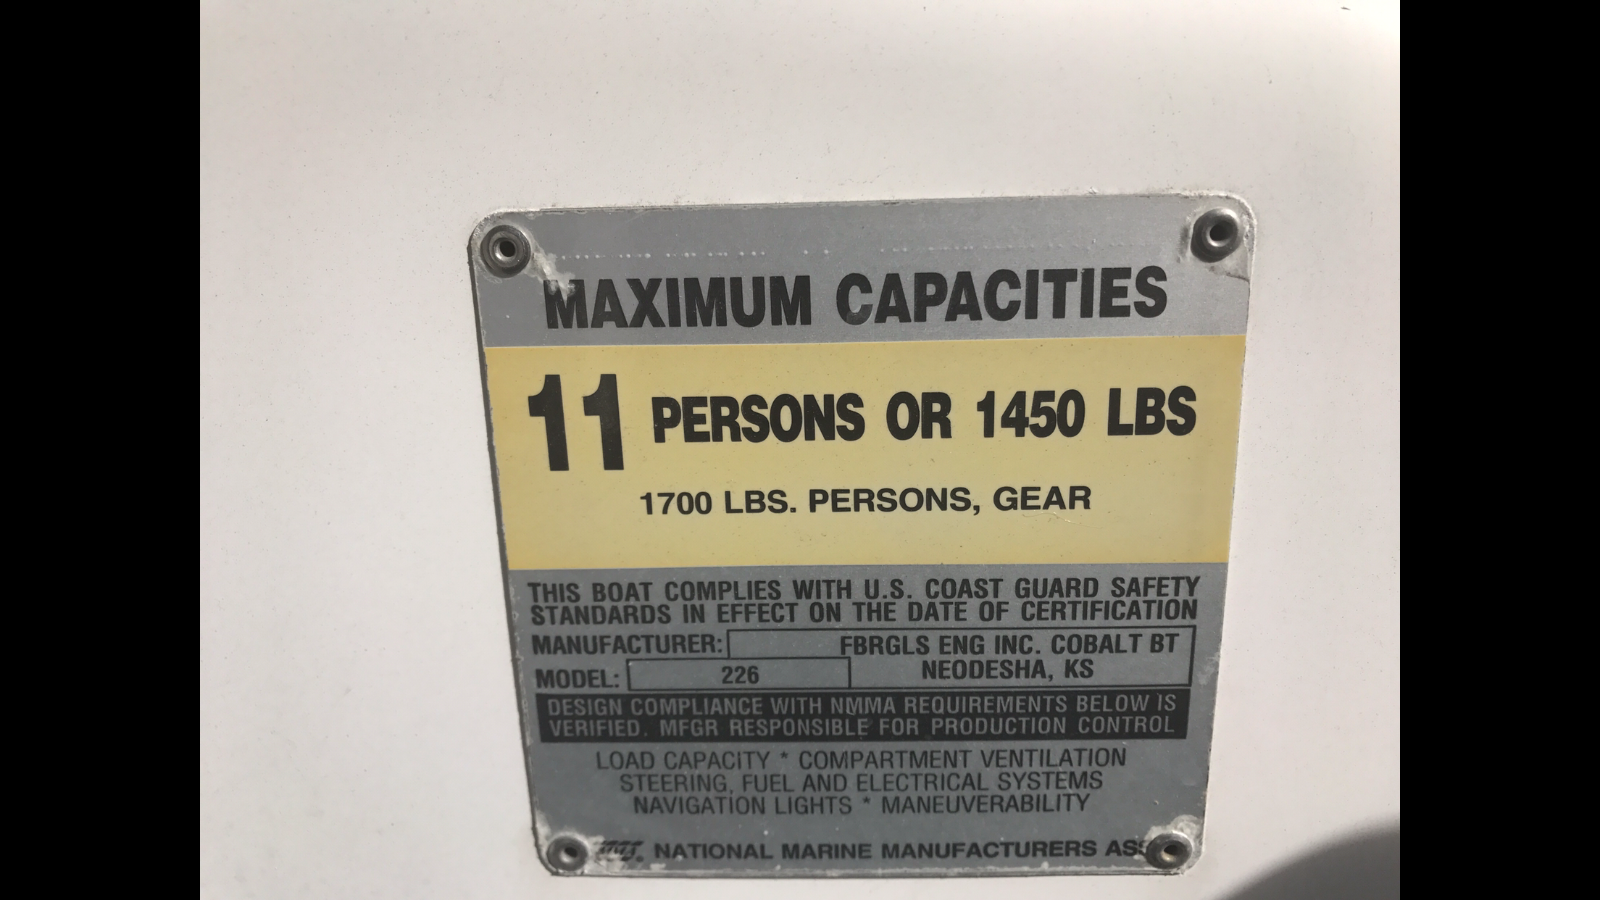 MAXIMUM CAPACITIES
11 PERSONS OR 1450 LBS
1700 LBS. PERSONS, GEAR
THIS BOAT COMPLIES WITH U.S. COAST GUARD SAFETY
STANDARDS IN EFFECT ON THE DATE OF CERTIFICATION
MANUFACTURER: FBRGLS ENG INC. COBALT BT
MODEL: 226 NEODESHA, KS
DESIGN COMPLIANCE WITH NMMA REQUIREMENTS BELOW IS
VERIFIED. MFGR RESPONSIBLE FOR PRODUCTION CONTROL
LOAD CAPACITY * COMPARTMENT VENTILATION
STEERING, FUEL AND ELECTRICAL SYSTEMS
NAVIGATION LIGHTS * MANEUVERABILITY
NATIONAL MARINE MANUFACTURERS